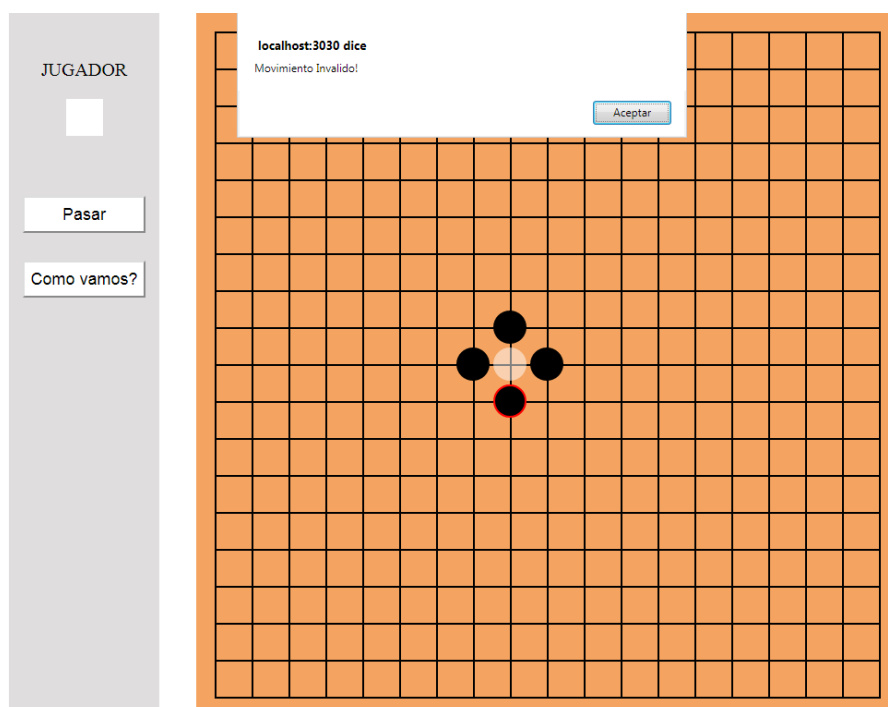 JUGADOR
Pasar
Como vamos?
localhost:3030 dice
Movimiento Invalido!
Aceptar